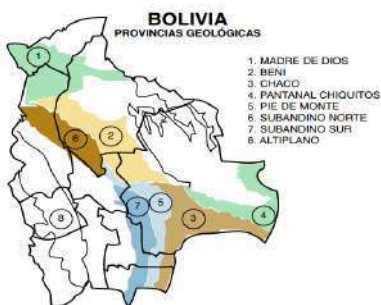 BOLIVIA
PROVINCIAS GEOLÓGICAS
1. MADRE DE DIOS
2. BENI
3. CHACO
4. PANTANAL CHIQUITOS
5. PIE DE MONTE
6. SUBANDINO NORTE
7. SUBANDINO SUR
8. ALTIPLANO
1
2
6
7
5
8
3
4